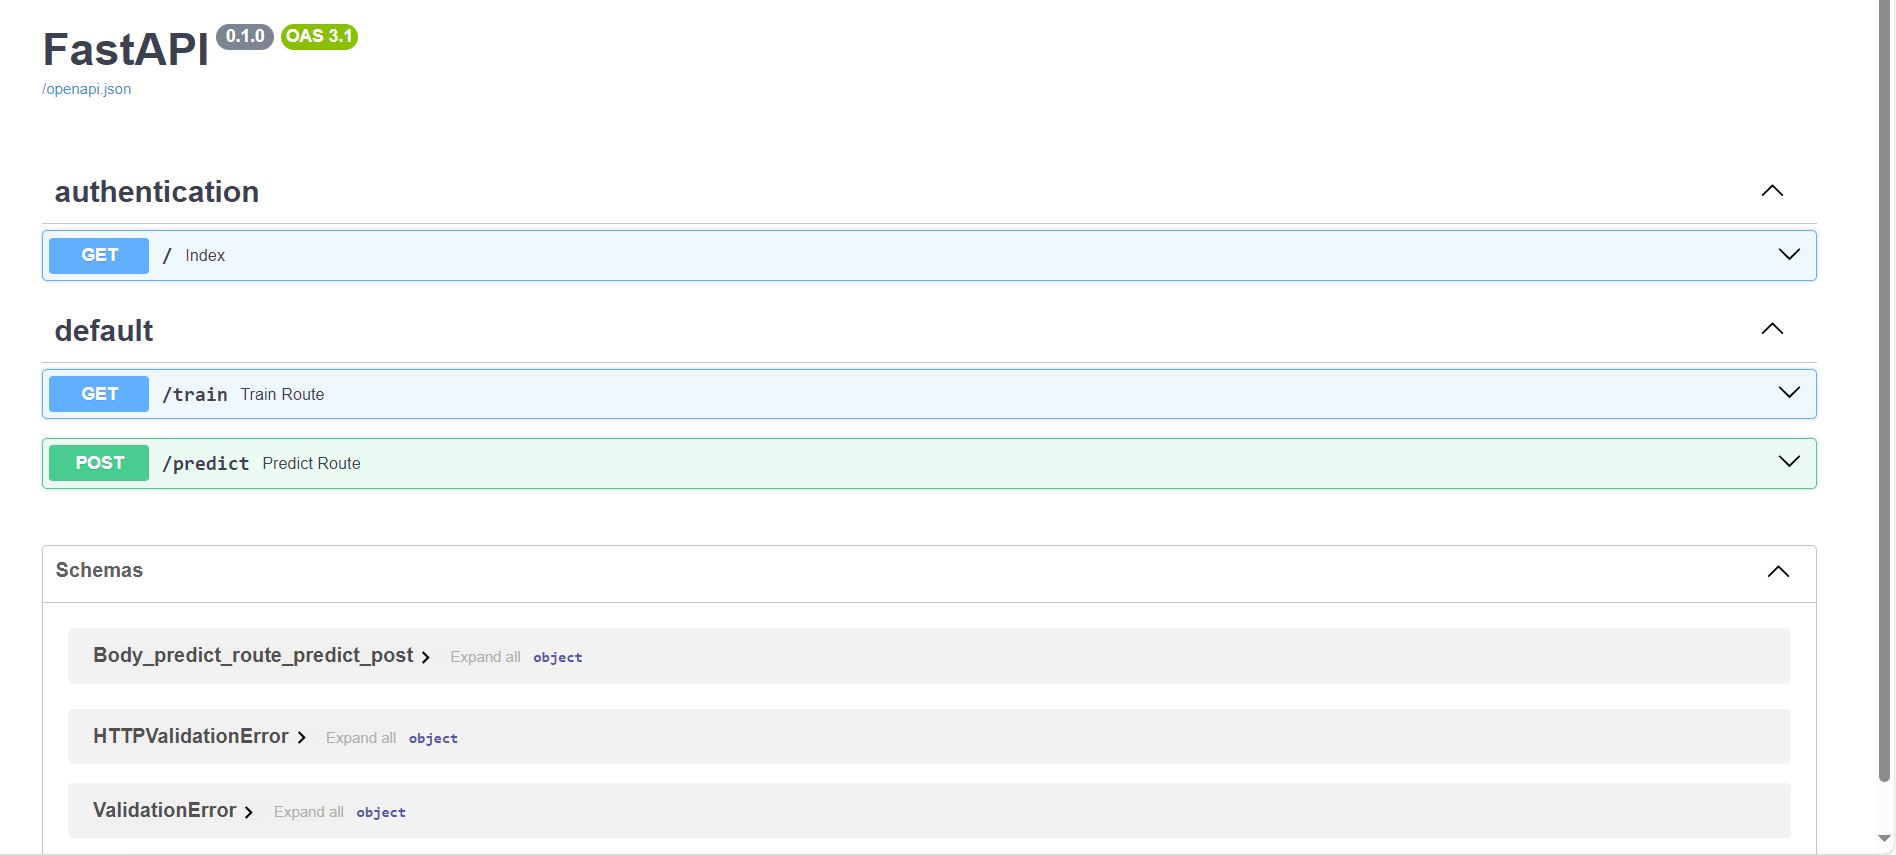 FastAPI 0.1.0 OAS 3.1
/openapi.json
authentication
GET / Index
default
GET /train Train Route
POST /predict Predict Route
Schemas
Body_predict_route_predict_post Expand all object
HTTPValidationError Expand all object
ValidationError Expand all object